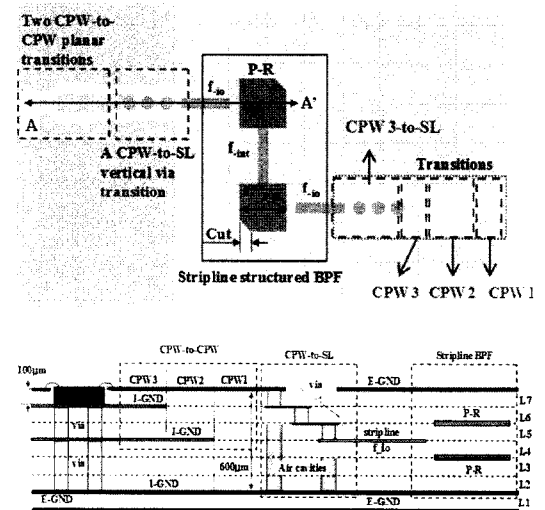 Two CPW-to-
CPW planar
transitions
P-R
f_io
A
A'
A CPW-to-SL
vertical via
transition
f_int
CPW 3-to-SL
f_io
Transitions
Cut
Stripline structured BPF
CPW 3 CPW 2 CPW 1
CPW-to-CPW
CPW-to-SL
Stripline BPF
100μm
CPW3 CPW2 CPW1
via
E-GND
I-GND
L7
P-R
L6
via
I-GND
stripline
L5
f_io
L4
600μm
via
Air cavities
P-R
L3
L2
I-GND
E-GND
E-GND
L1